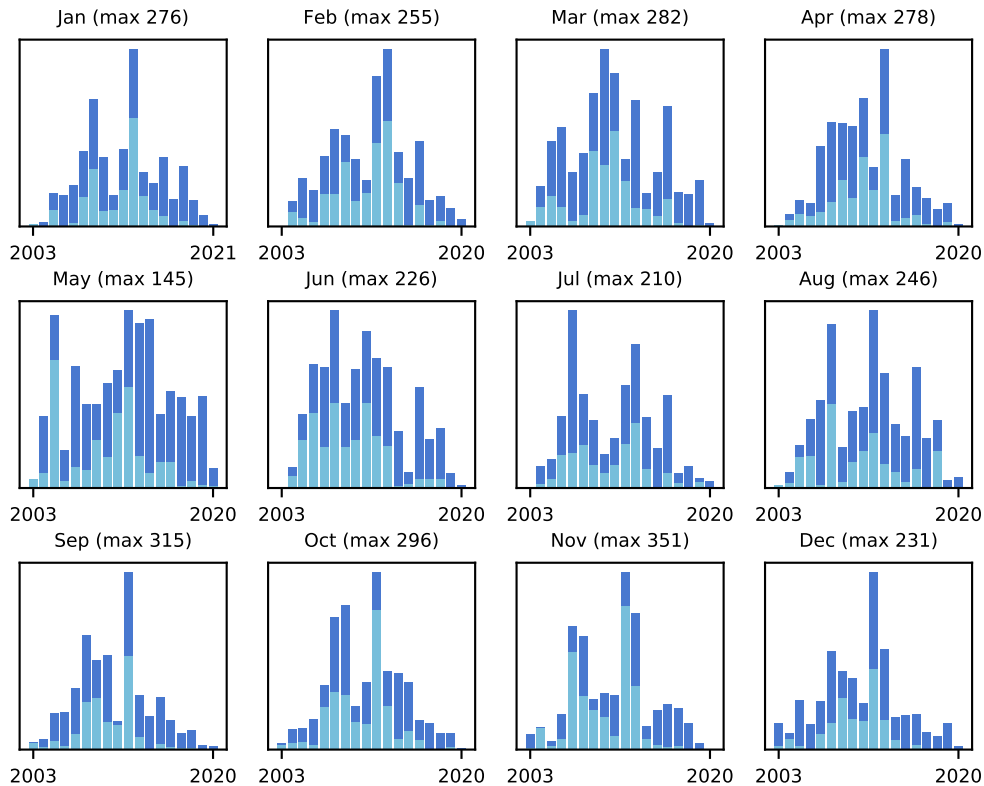 Jan (max 276)
Feb (max 255)
Mar (max 282)
Apr (max 278)
2003 2021
2003 2020
2003 2020
2003 2020
May (max 145)
Jun (max 226)
Jul (max 210)
Aug (max 246)
2003 2020
2003 2020
2003 2020
2003 2020
Sep (max 315)
Oct (max 296)
Nov (max 351)
Dec (max 231)
2003 2020
2003 2020
2003 2020
2003 2020